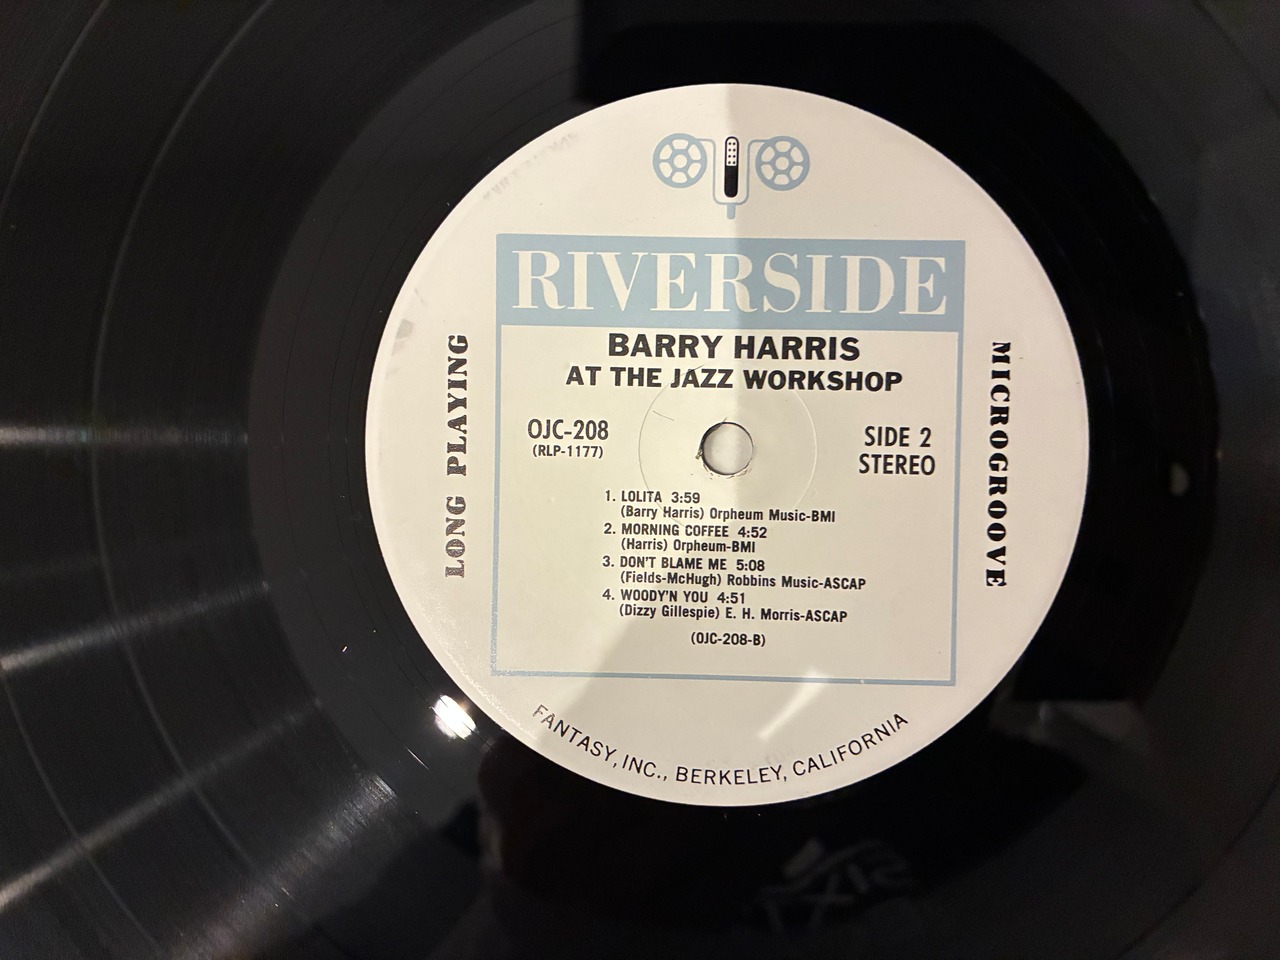 RIVERSIDE
BARRY HARRIS
AT THE JAZZ WORKSHOP
LONG PLAYING
MICROGROOVE
OJC-208
(RLP-1177)
SIDE 2
STEREO
1. LOLITA 3:59
(Barry Harris) Orpheum Music-BMI
2. MORNING COFFEE 4:52
(Harris) Orpheum-BMI
3. DON'T BLAME ME 5:08
(Fields-McHugh) Robbins Music-ASCAP
4. WOODY'N YOU 4:51
(Dizzy Gillespie) E. H. Morris-ASCAP
(OJC-208-B)
FANTASY, INC., BERKELEY, CALIFORNIA